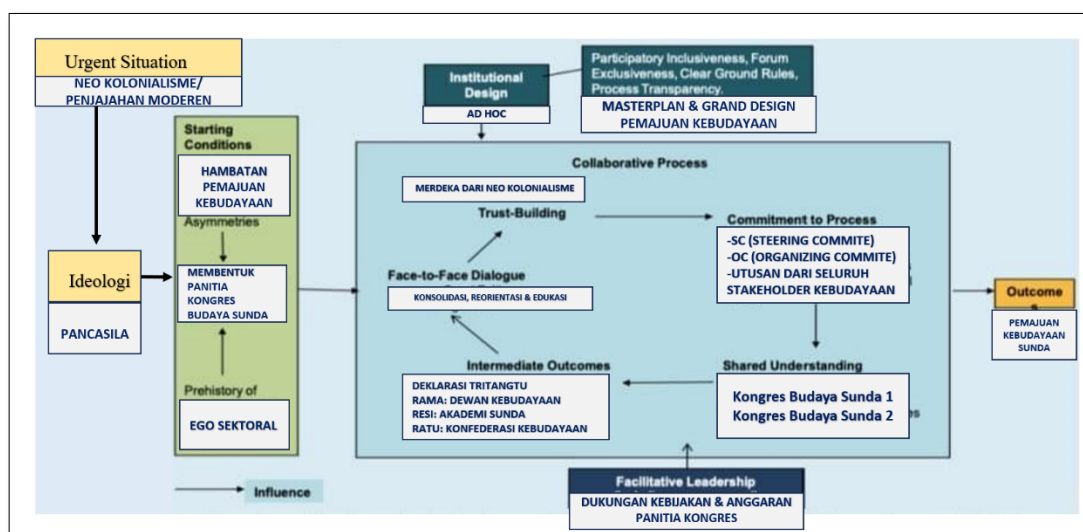 Urgent Situation
NEO KOLONIALISME/
PENJAJAHAN MODEREN
Ideologi
PANCASILA
Starting
Conditions
HAMBATAN
PEMAJUAN
KEBUDAYAAN
Asymmetries
MEMBENTUK
PANITIA
KONGRES
BUDAYA SUNDA
Prehistory of
EGO SEKTORAL
Influence
Institutional
Design
AD HOC
Participatory Inclusiveness, Forum
Exclusiveness, Clear Ground Rules,
Process Transparency.
MASTERPLAN & GRAND DESIGN
PEMAJUAN KEBUDAYAAN
Collaborative Process
MERDEKA DARI NEO KOLONIALISME
Trust-Building
Commitment to Process
-SC (STEERING COMMITE)
-OC (ORGANIZING COMMITE)
-UTUSAN DARI SELURUH
STAKEHOLDER KEBUDAYAAN
Face-to-Face Dialogue
KONSOLIDASI, REORIENTASI & EDUKASI
Intermediate Outcomes
DEKLARASI TRITANGTU
RAMA: DEWAN KEBUDAYAAN
RESI: AKADEMI SUNDA
RATU: KONFEDERASI KEBUDAYAAN
Shared Understanding
Kongres Budaya Sunda 1
Kongres Budaya Sunda 2
Facilitative Leadership
DUKUNGAN KEBIJAKAN & ANGGARAN
PANITIA KONGRES
Outcome
s
PEMAJUAN
KEBUDAYAAN
SUNDA